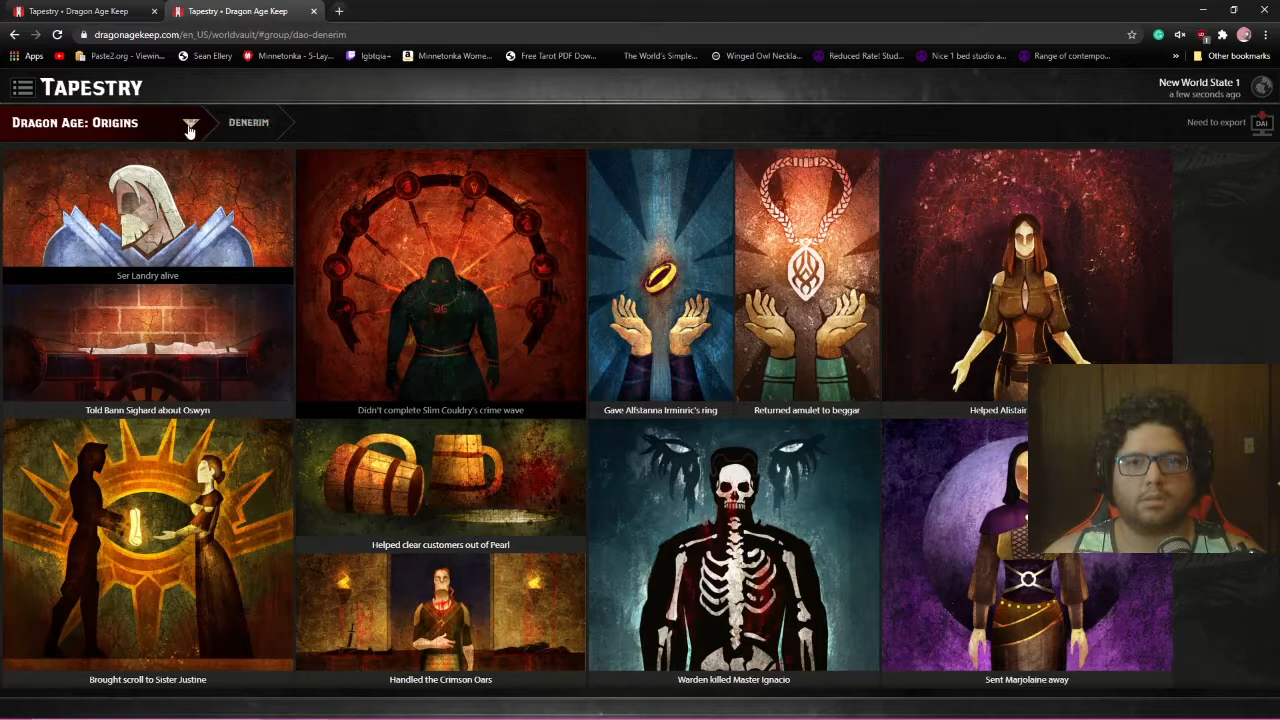 Tapestry • Dragon Age Keep
Tapestry • Dragon Age Keep
dragonagekeep.com/en_US/worldvault/#group/dao-denerim
Apps
Paste2.org - Viewin...
Sean Ellery
Minnetonka - 5-Lay...
lgbtqia+
Minnetonka Wome...
Free Tarot PDF Dow...
The World's Simple...
Winged Owl Neckla...
Reduced Rate! Stud...
Nice 1 bed studio a...
Range of contempo...
»
Other bookmarks
TAPESTRY
New World State 1
a few seconds ago
DRAGON AGE: ORIGINS
DENERIM
Need to export
DAI
Ser Landry alive
Told Bann Sighard about Oswyn
Didn't complete Slim Couldry's crime wave
Gave Alfstanna Irminric's ring
Returned amulet to beggar
Helped Alistair
Brought scroll to Sister Justine
Helped clear customers out of Pearl
Handled the Crimson Oars
Warden killed Master Ignacio
Sent Marjolaine away